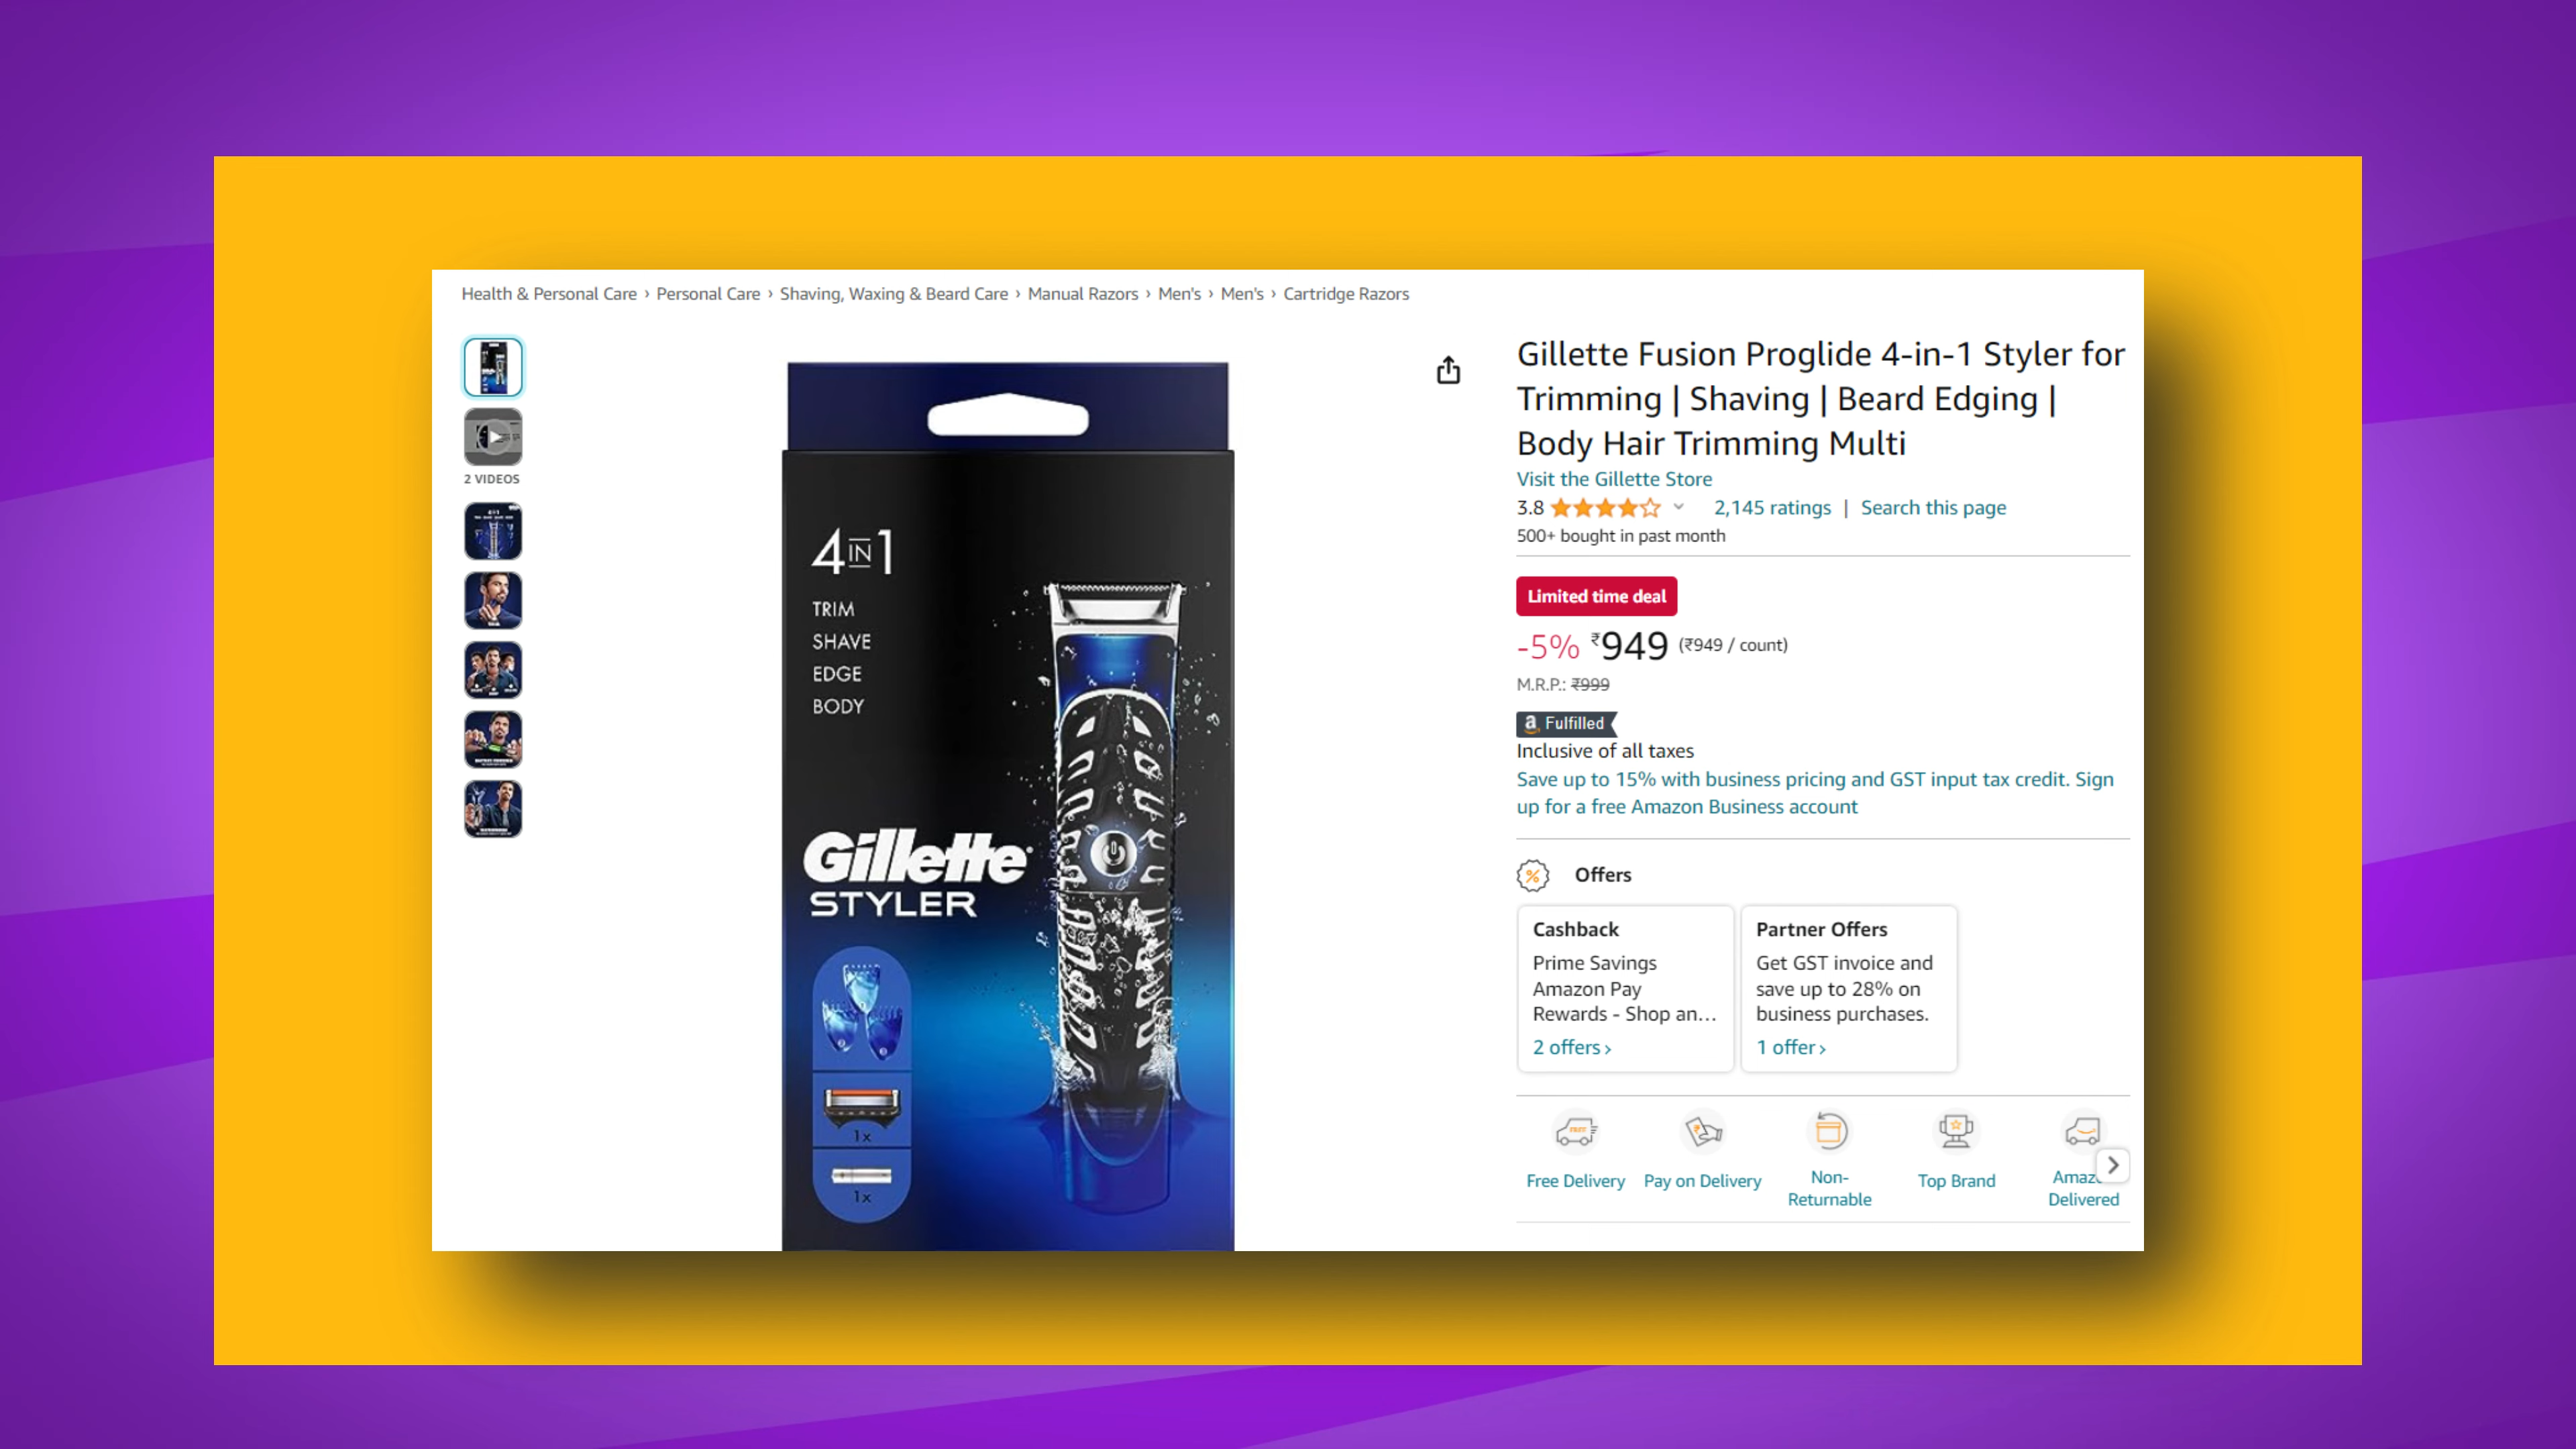 Health & Personal Care › Personal Care › Shaving, Waxing & Beard Care › Manual Razors › Men's › Men's › Cartridge Razors
2 VIDEOS
4 IN 1
TRIM
SHAVE
EDGE
BODY
Gillette
STYLER
1x
1x
Gillette Fusion Proglide 4-in-1 Styler for
Trimming | Shaving | Beard Edging |
Body Hair Trimming Multi
Visit the Gillette Store
3.8 2,145 ratings | Search this page
500+ bought in past month
Limited time deal
-5% ₹949 (₹949 / count)
M.R.P.: ₹999
a Fulfilled
Inclusive of all taxes
Save up to 15% with business pricing and GST input tax credit. Sign
up for a free Amazon Business account
% Offers
Cashback
Prime Savings
Amazon Pay
Rewards - Shop an...
2 offers ›
Partner Offers
Get GST invoice and
save up to 28% on
business purchases.
1 offer ›
FREE
Free Delivery
Pay on Delivery
Non-
Returnable
Top Brand
Amaz
Delivered